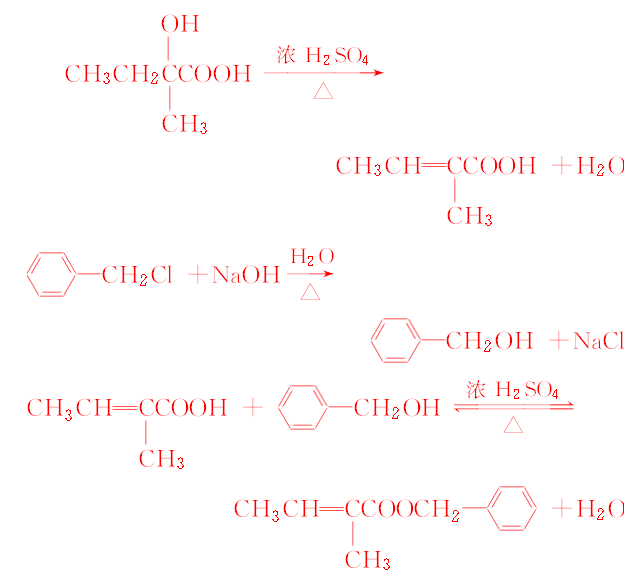 OH
CH3CH2CCOOH 浓 H2SO4
△
CH3
CH3CH=CCOOH +H2O
CH3
CH2Cl +NaOH H2O
△
CH2OH +NaCl
CH3CH=CCOOH + CH2OH 浓 H2SO4
△
CH3
CH3CH=CCOOCH2 +H2O
CH3